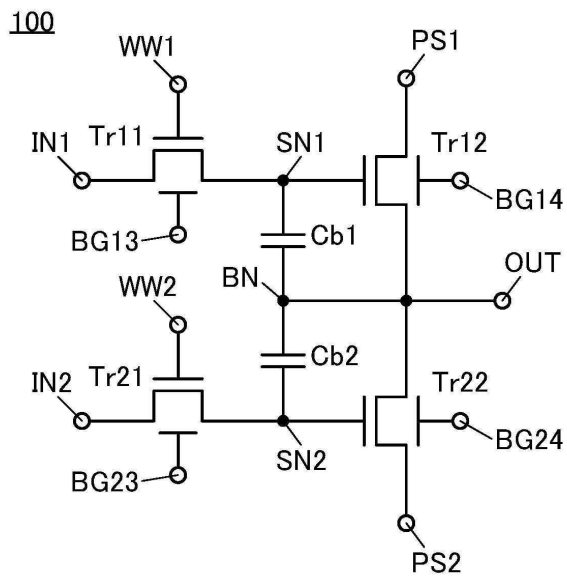 100
WW1
PS1
IN1
Tr11
SN1
Tr12
BG13
Cb1
BG14
WW2
BN
OUT
IN2
Tr21
Cb2
Tr22
BG23
SN2
BG24
PS2